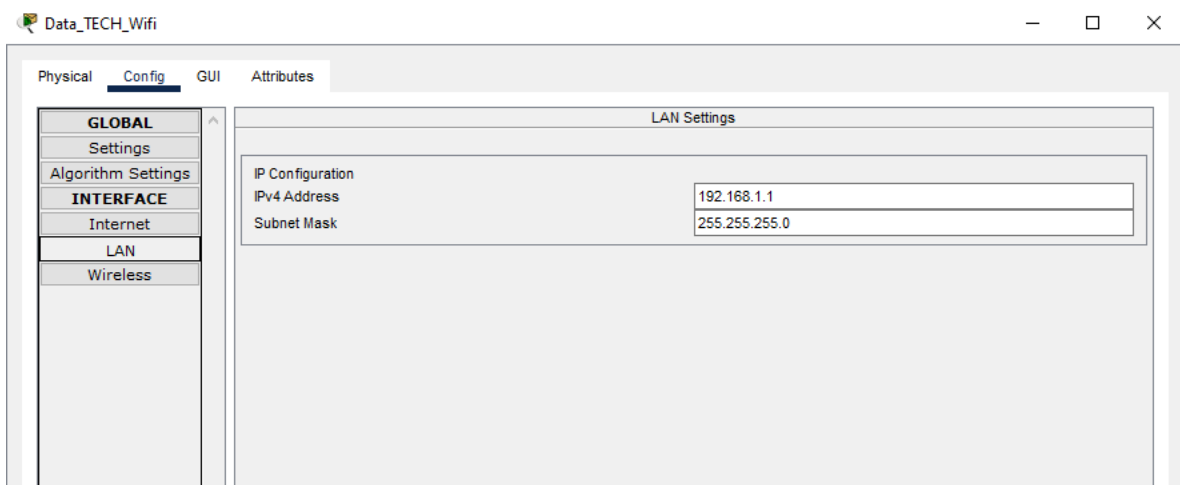 Data_TECH_Wifi
Physical Config GUI Attributes
GLOBAL
Settings
Algorithm Settings
INTERFACE
Internet
LAN
Wireless
LAN Settings
IP Configuration
IPv4 Address 192.168.1.1
Subnet Mask 255.255.255.0